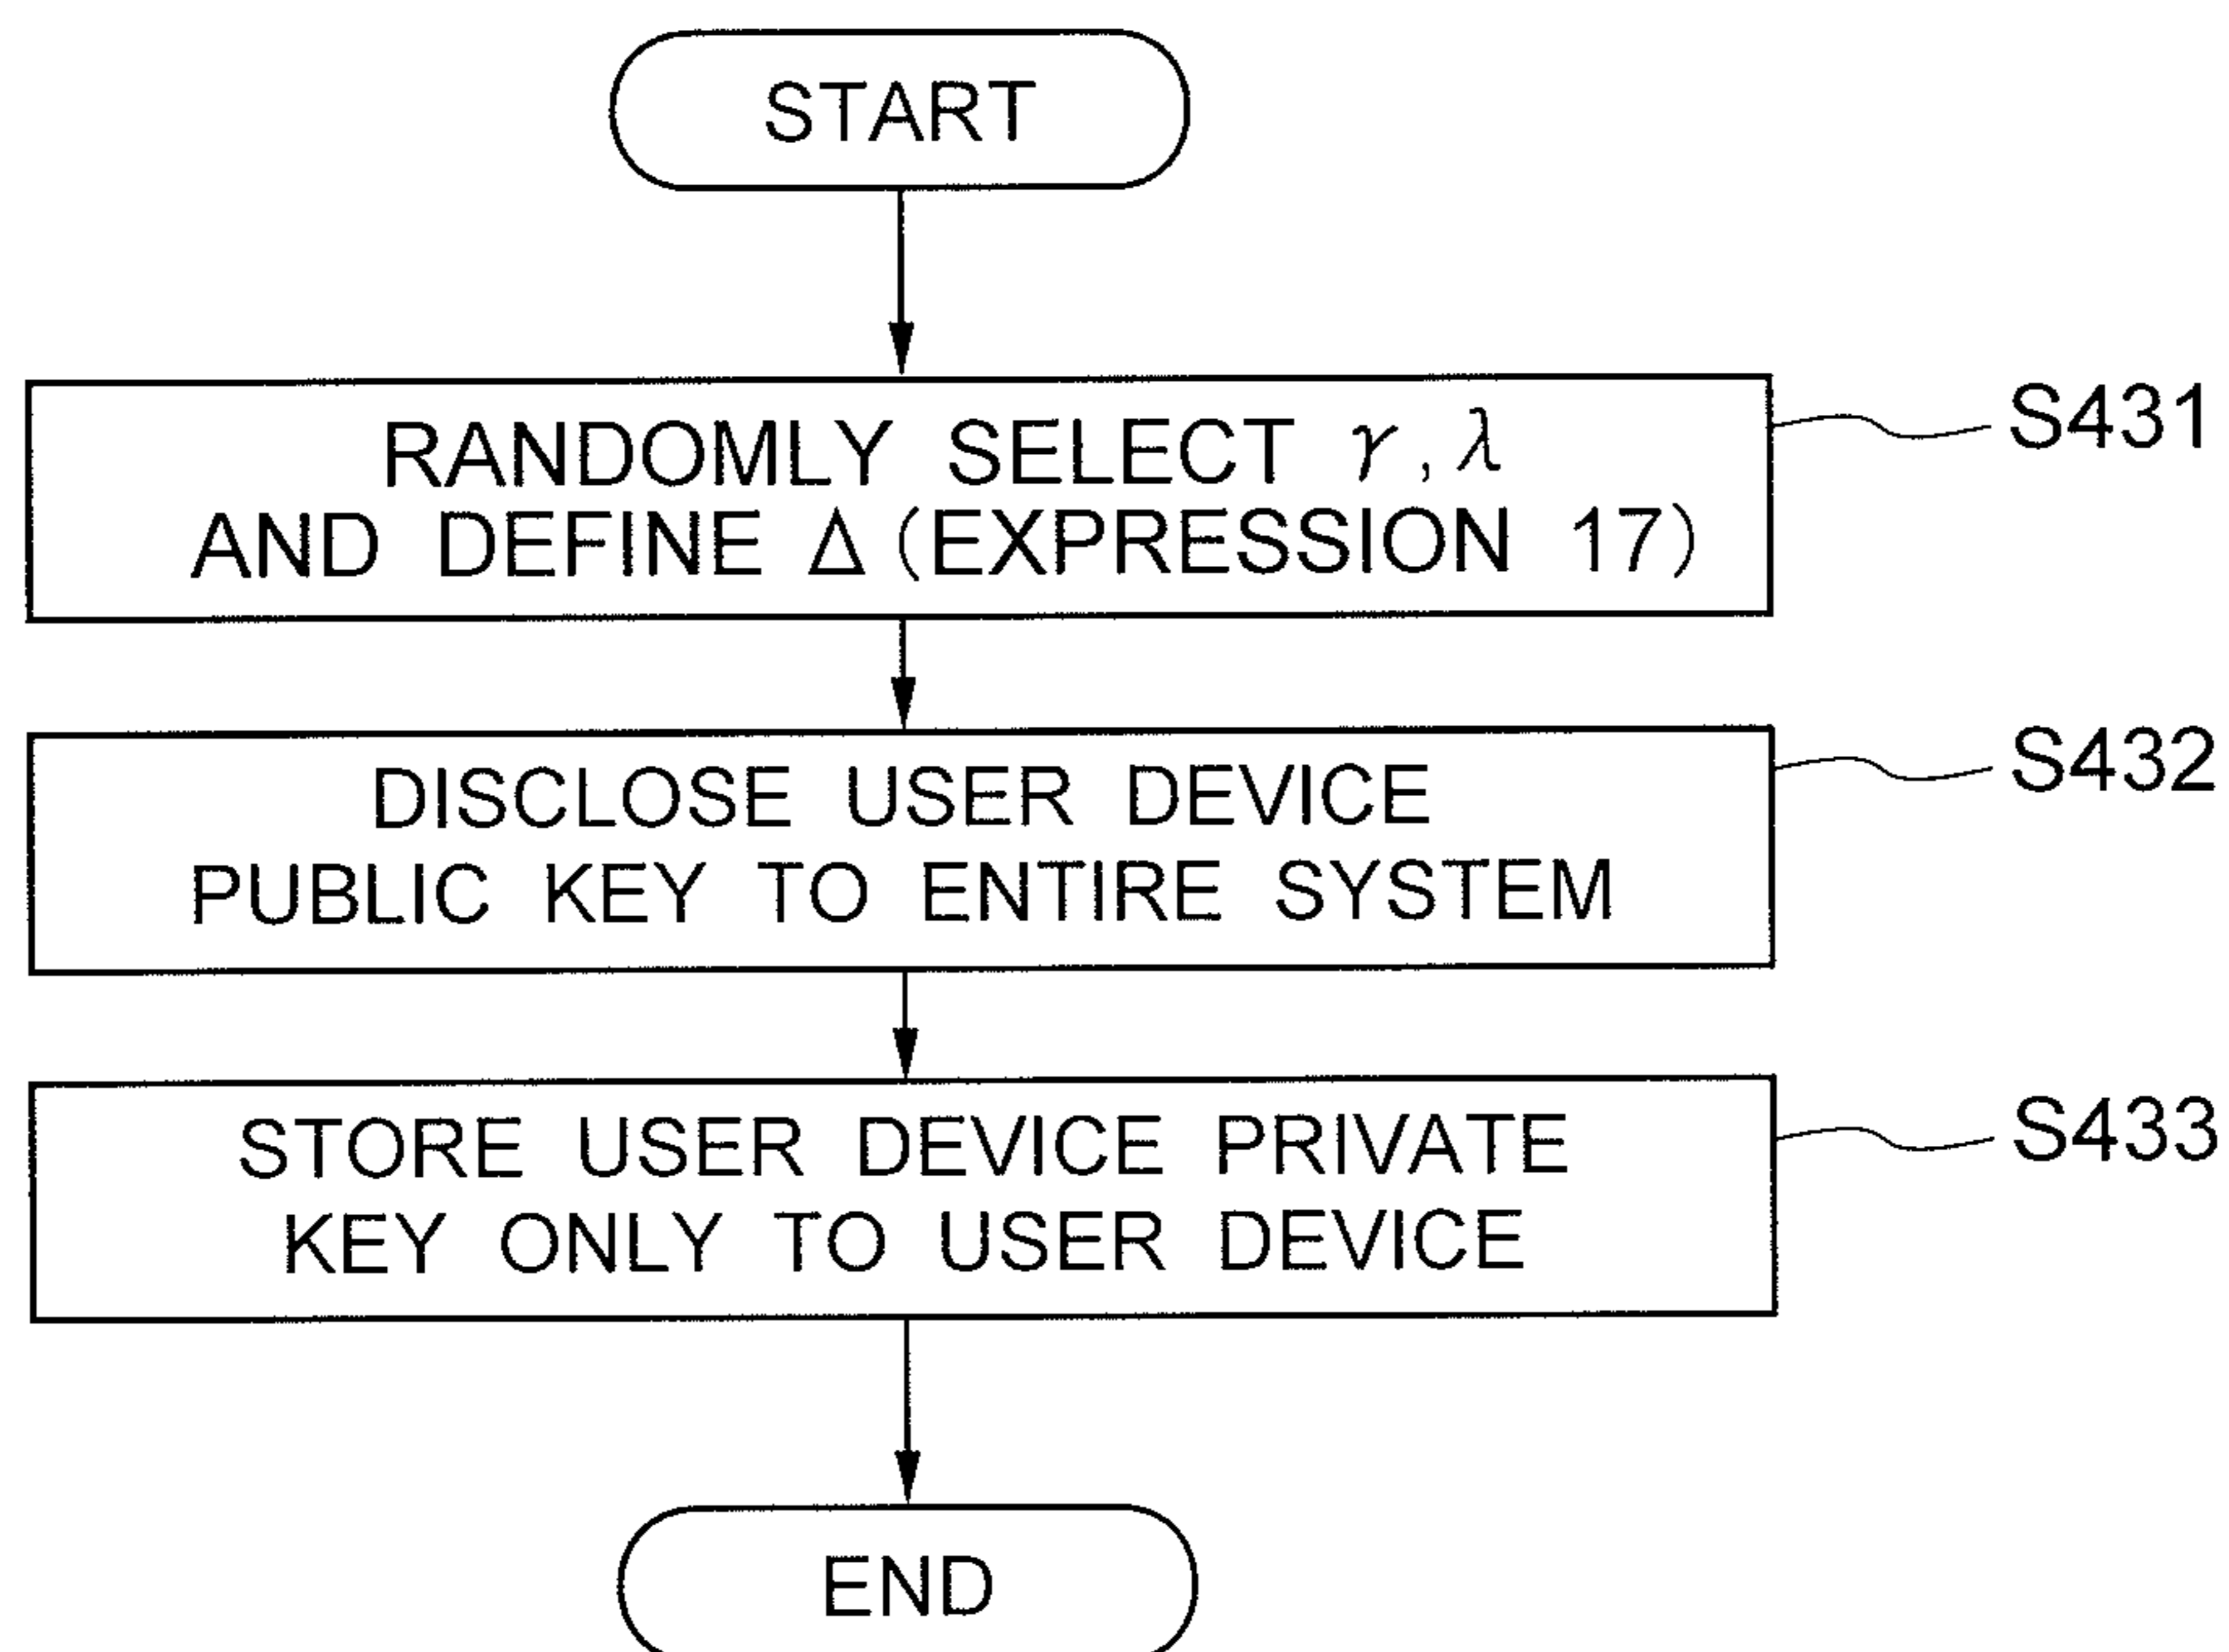 START
RANDOMLY SELECT γ, λ
S431
AND DEFINE Δ (EXPRESSION 17)
DISCLOSE USER DEVICE
S432
PUBLIC KEY TO ENTIRE SYSTEM
STORE USER DEVICE PRIVATE
S433
KEY ONLY TO USER DEVICE
END